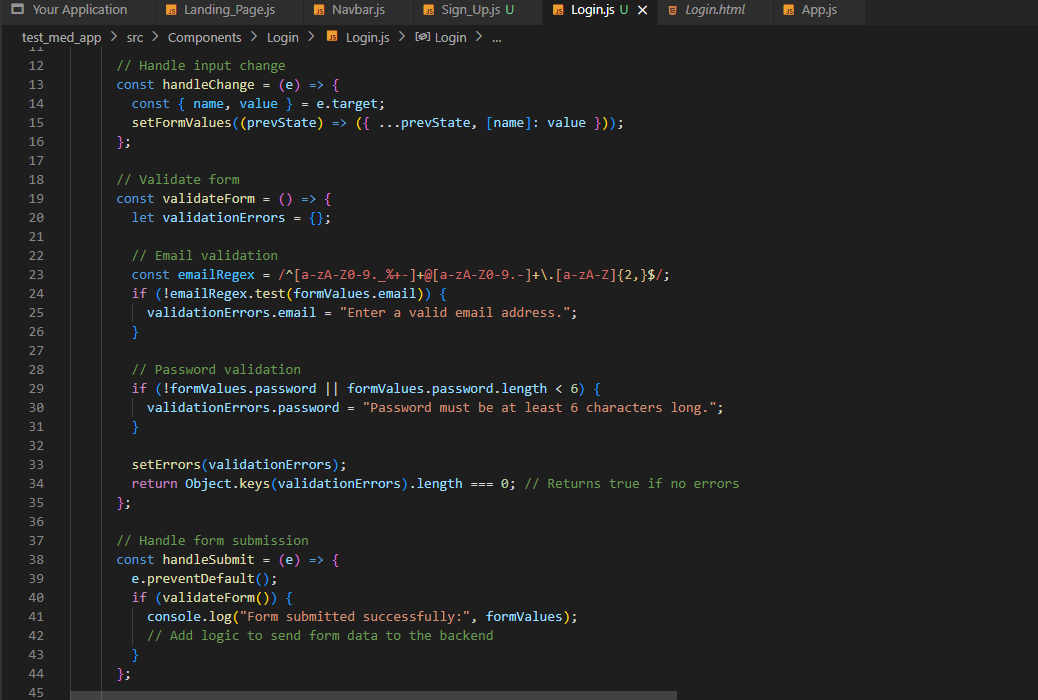 Your Application JS Landing_Page.js JS Navbar.js JS Sign_Up.js U JS Login.js U Login.html JS App.js
test_med_app > src > Components > Login > JS Login.js > Login > ...
11
12 // Handle input change
13 const handleChange = (e) => {
14 const { name, value } = e.target;
15 setFormValues((prevState) => ({ ...prevState, [name]: value }));
16 };
17
18 // Validate form
19 const validateForm = () => {
20 let validationErrors = {};
21
22 // Email validation
23 const emailRegex = /^[a-zA-Z0-9._%+-]+@[a-zA-Z0-9.-]+\.[a-zA-Z]{2,}$/;
24 if (!emailRegex.test(formValues.email)) {
25 validationErrors.email = "Enter a valid email address.";
26 }
27
28 // Password validation
29 if (!formValues.password || formValues.password.length < 6) {
30 validationErrors.password = "Password must be at least 6 characters long.";
31 }
32
33 setErrors(validationErrors);
34 return Object.keys(validationErrors).length === 0; // Returns true if no errors
35 };
36
37 // Handle form submission
38 const handleSubmit = (e) => {
39 e.preventDefault();
40 if (validateForm()) {
41 console.log("Form submitted successfully:", formValues);
42 // Add logic to send form data to the backend
43 }
44 };
45